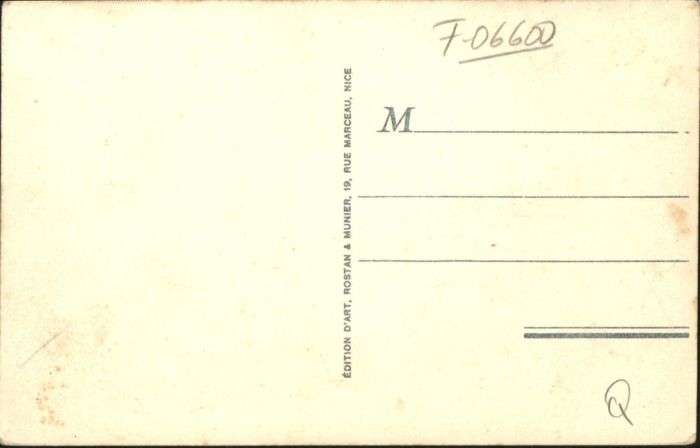 F-06600
ÉDITION D'ART, ROSTAN & MUNIER, 19, RUE MARCEAU, NICE
M
Q